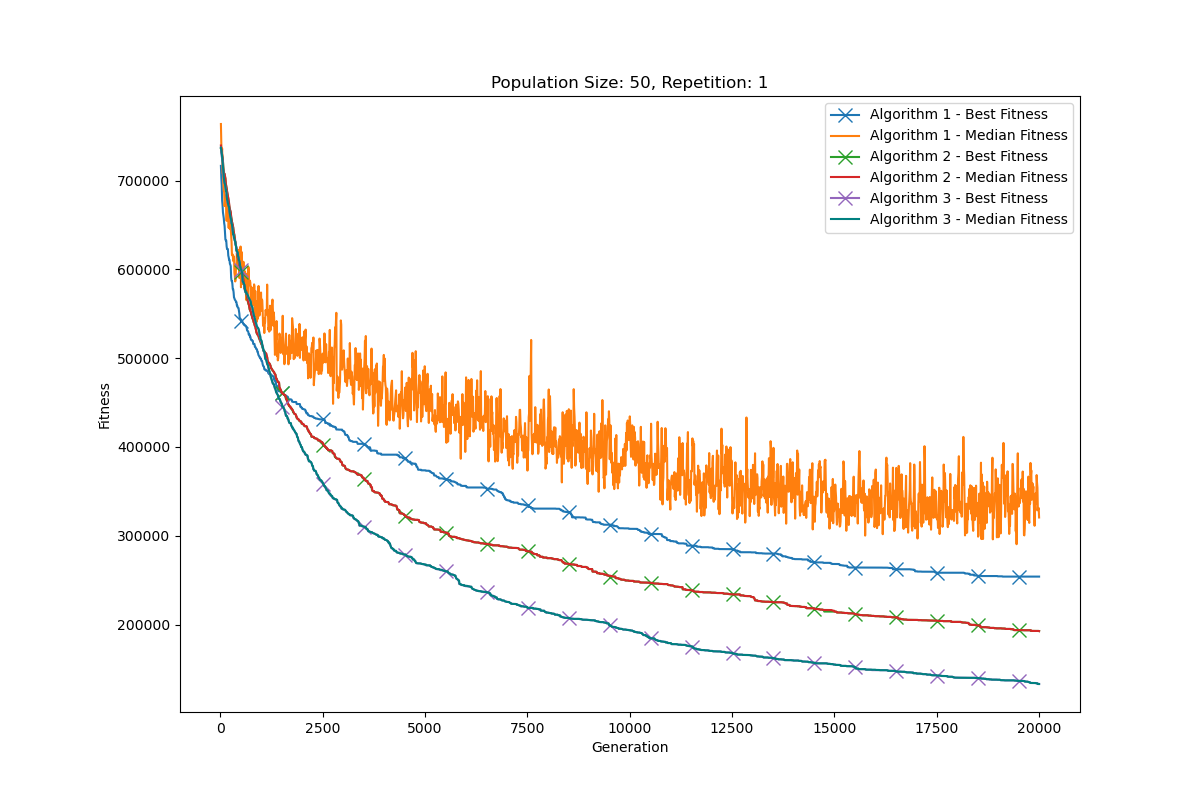 Population Size: 50, Repetition: 1
Algorithm 1 - Best Fitness
Algorithm 1 - Median Fitness
Algorithm 2 - Best Fitness
Algorithm 2 - Median Fitness
Algorithm 3 - Best Fitness
Algorithm 3 - Median Fitness
700000
600000
500000
400000
300000
200000
Fitness
0
2500
5000
7500
10000
12500
15000
17500
20000
Generation